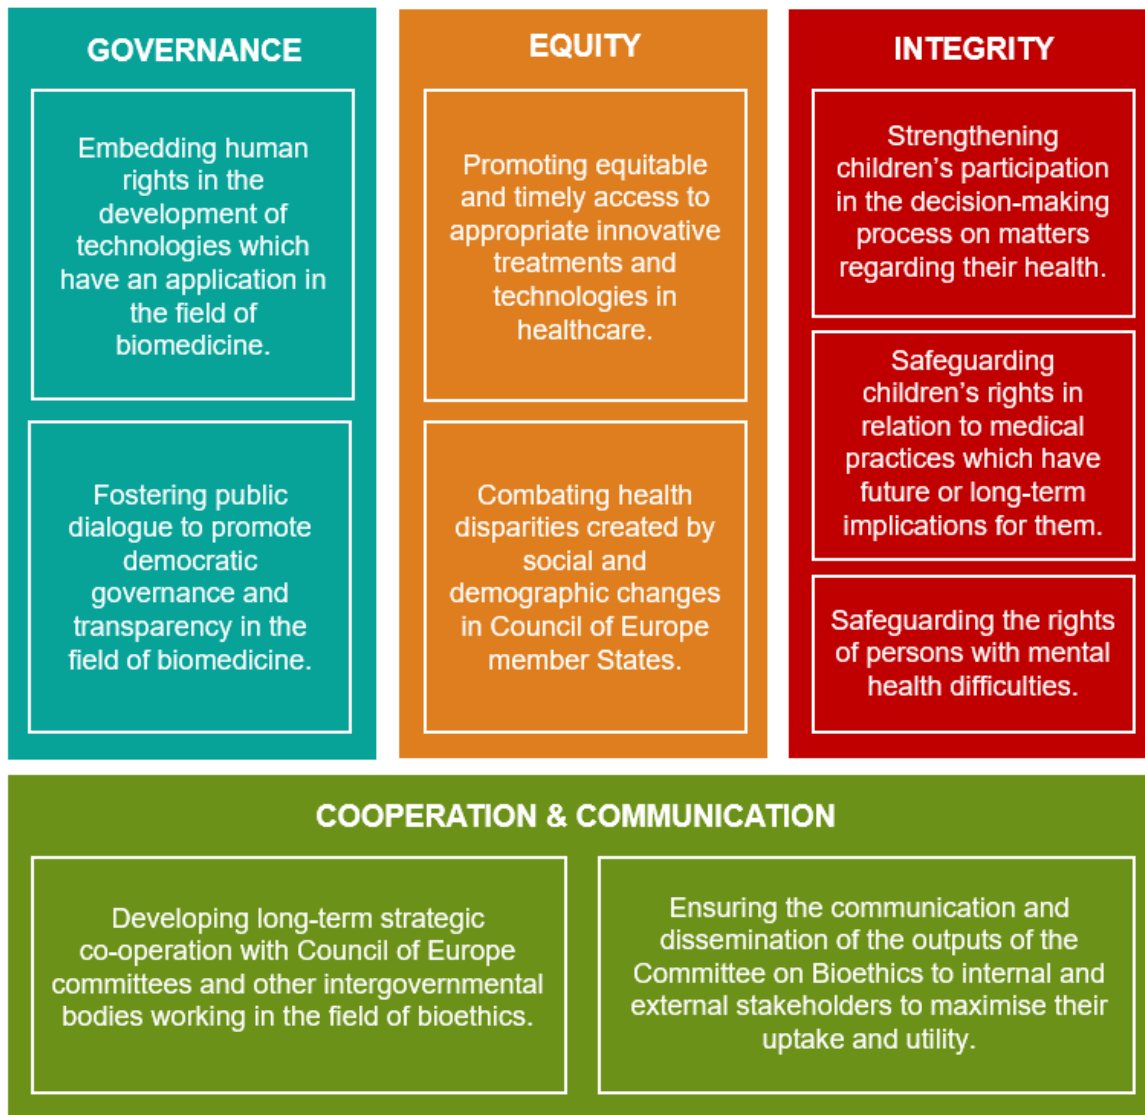 GOVERNANCE
Embedding human
rights in the
development of
technologies which
have an application in
the field of
biomedicine.
Fostering public
dialogue to promote
democratic
governance and
transparency in the
field of biomedicine.
EQUITY
Promoting equitable
and timely access to
appropriate innovative
treatments and
technologies in
healthcare.
Combating health
disparities created by
social and
demographic changes
in Council of Europe
member States.
INTEGRITY
Strengthening
children’s participation
in the decision-making
process on matters
regarding their health.
Safeguarding
children’s rights in
relation to medical
practices which have
future or long-term
implications for them.
Safeguarding the rights
of persons with mental
health difficulties.
COOPERATION & COMMUNICATION
Developing long-term strategic
co-operation with Council of Europe
committees and other intergovernmental
bodies working in the field of bioethics.
Ensuring the communication and
dissemination of the outputs of the
Committee on Bioethics to internal and
external stakeholders to maximise their
uptake and utility.